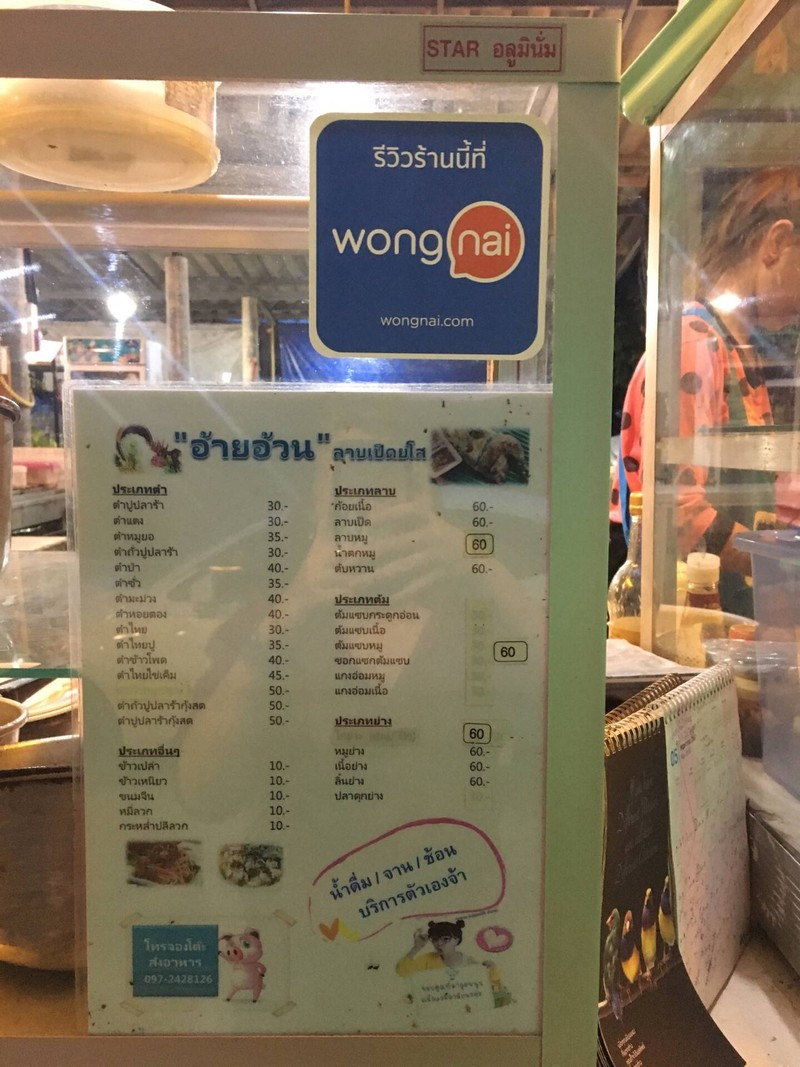 STAR อลูมินั่ม
รีวิวร้านนี้ที่
wongnai
wongnai.com
"อ้ายอ้วน" ลาบเป็ดยโส
ประเภทตำ
ตำปูปลาร้า 30.-
ตำแตง 30.-
ตำหมูยอ 35.-
ตำถั่วปูปลาร้า 30.-
ตำป่า 40.-
ตำซั่ว 35.-
ตำมะม่วง 40.-
ตำหอยดอง 40.-
ตำไทย 30.-
ตำไทยปู 35.-
ตำข้าวโพด 40.-
ตำไทยไข่เค็ม 45.-
50.-
ตำถั่วปูปลาร้ากุ้งสด 50.-
ตำปูปลาร้ากุ้งสด 50.-
ประเภทอื่นๆ
ข้าวเปล่า 10.-
ข้าวเหนียว 10.-
ขนมจีน 10.-
หมี่ลวก 10.-
กระหล่ำปลีลวก 10.-
ประเภทลาบ
ก้อยเนื้อ 60.-
ลาบเป็ด 60.-
ลาบหมู 60
น้ำตกหมู
ตับหวาน 60.-
ประเภทต้ม
ต้มแซบกระดูกอ่อน
ต้มแซบเนื้อ
ต้มแซบหมู
ซอกแซกต้มแซบ 60
แกงอ่อมหมู
แกงอ่อมเนื้อ
ประเภทย่าง
60
หมูย่าง 60.-
เนื้อย่าง 60.-
ลิ้นย่าง 60.-
ปลาดุกย่าง
น้ำดื่ม / จาน / ช้อน
บริการตัวเองจ้า
โทรจองโต๊ะ
สั่งอาหาร
097-2428126
05